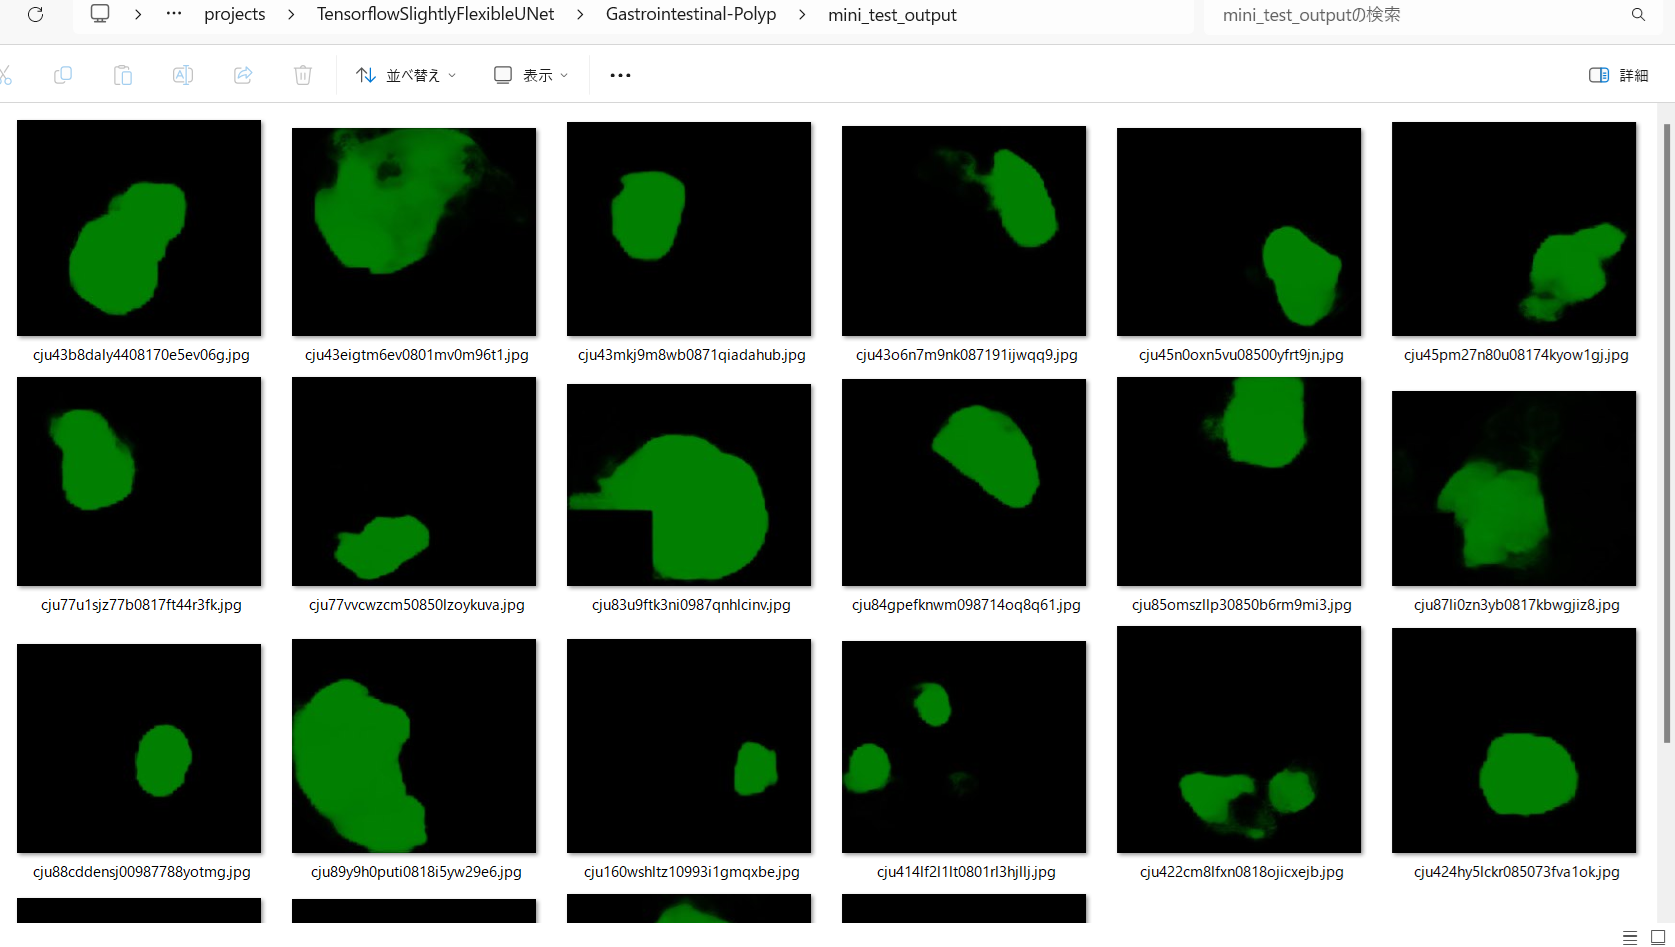 projects > TensorflowSlightlyFlexibleUNet > Gastrointestinal-Polyp > mini_test_output
mini_test_outputの検索
並べ替え
表示
詳細
cju43b8daly4408170e5ev06g.jpg
cju43eigtm6ev0801mv0m96t1.jpg
cju43mkj9m8wb0871qiadahub.jpg
cju43o6n7m9nk087191ijwqq9.jpg
cju45n0oxn5vu08500yfrt9jn.jpg
cju45pm27n80u08174kyow1gj.jpg
cju77u1sjz77b0817ft44r3fk.jpg
cju77vvcwzcm50850lzoykuva.jpg
cju83u9ftk3ni0987qnhlcinv.jpg
cju84gpefknwm098714oq8q61.jpg
cju85omszllp30850b6rm9mi3.jpg
cju87li0zn3yb0817kbwgjiz8.jpg
cju88cddensj00987788yotmg.jpg
cju89y9h0puti0818i5yw29e6.jpg
cju160wshltz10993i1gmqxbe.jpg
cju414lf2l1lt0801rl3hjllj.jpg
cju422cm8lfxn0818ojicxejb.jpg
cju424hy5lckr085073fva1ok.jpg